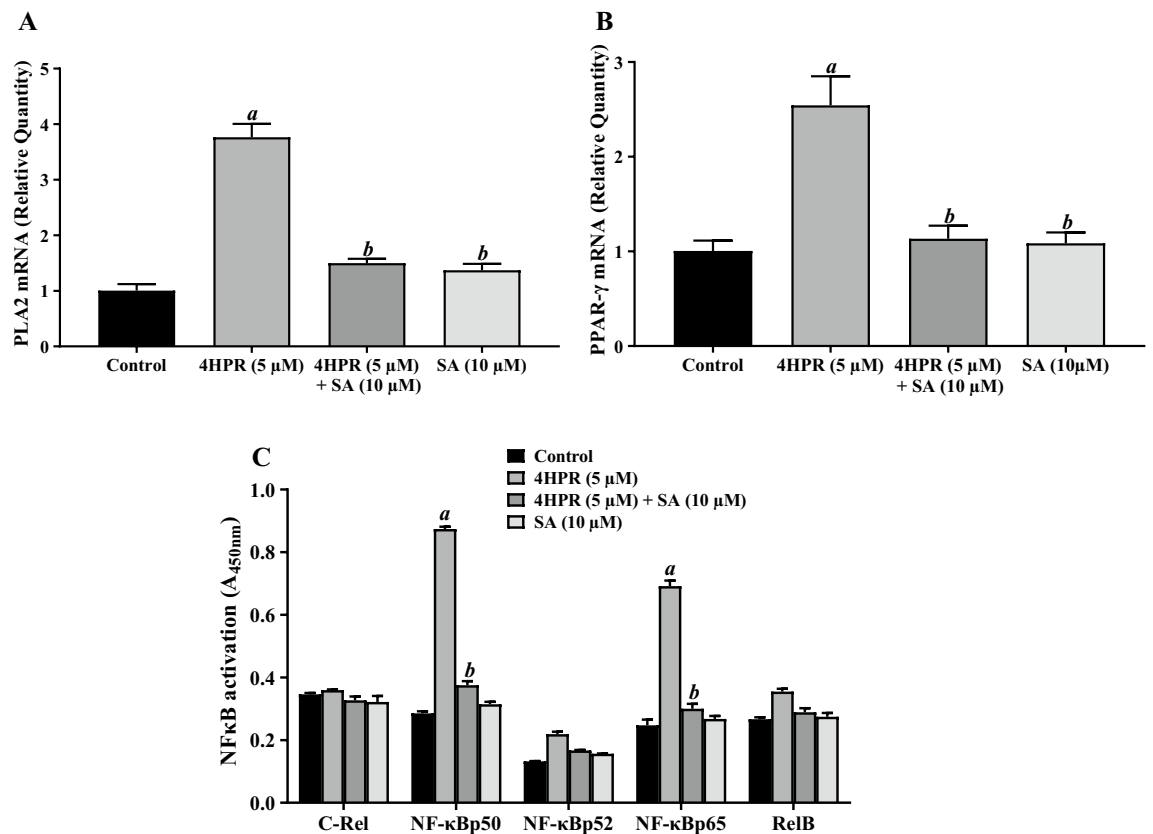 A
PLA2 mRNA (Relative Quantity)
5
4
3
2
1
0
a
b
b
Control
4HPR (5 µM)
4HPR (5 µM)
+ SA (10 µM)
SA (10 µM)
B
PPAR-γ mRNA (Relative Quantity)
3
2
1
0
a
b
b
Control
4HPR (5 µM)
4HPR (5 µM)
+ SA (10 µM)
SA (10µM)
C
Control
4HPR (5 µM)
4HPR (5 µM) + SA (10 µM)
SA (10 µM)
NFκB activation (A450nm)
1.0
0.8
0.6
0.4
0.2
0.0
a
b
a
b
C-Rel
NF-κBp50
NF-κBp52
NF-κBp65
RelB